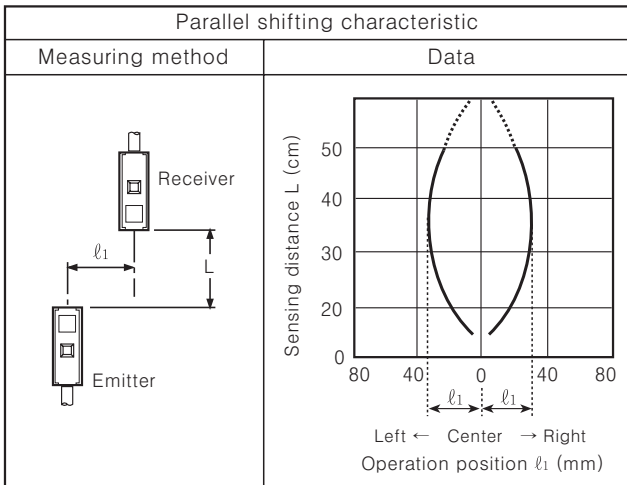 Parallel shifting characteristic
Measuring method
Data
Receiver
ℓ1
L
Emitter
Sensing distance L (cm)
50
40
30
20
0
80 40 0 40 80
ℓ1 ℓ1
Left ← Center → Right
Operation position ℓ1 (mm)